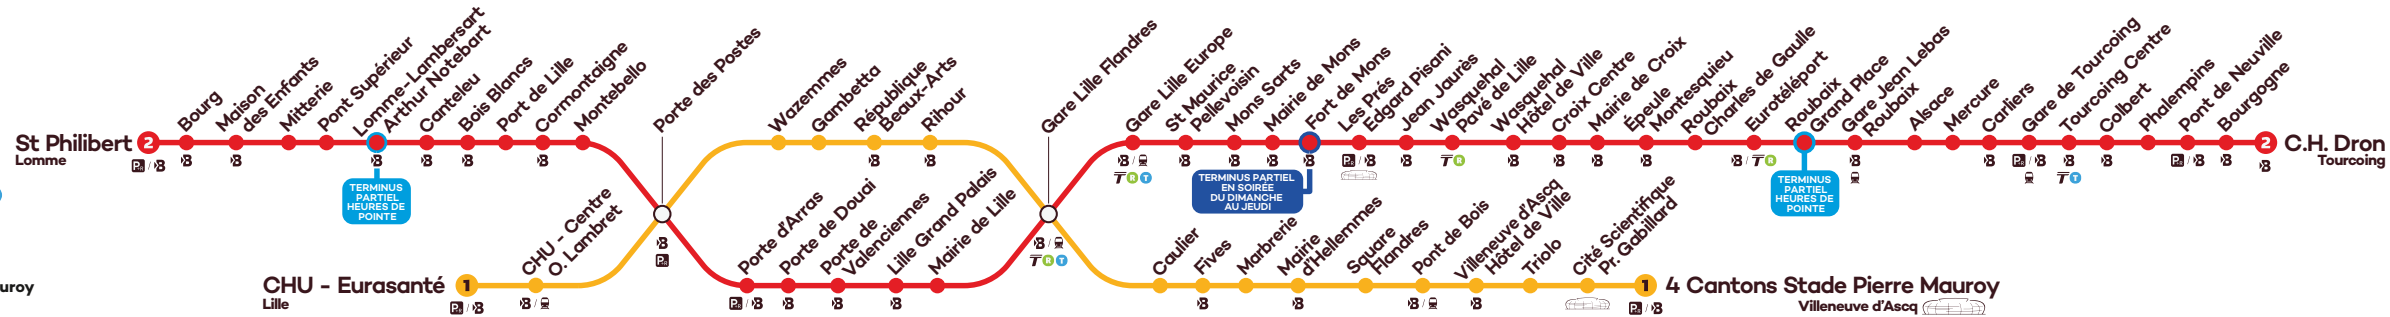 St Philibert
Lomme
2
Bourg
Maison
des Enfants
Mitterie
Pont Supérieur
Lomme-Lambersart
Arthur Notebart
Canteleu
Bois Blancs
Port de Lille
Cormontaigne
Montebello
Porte des Postes
Wazemmes
Gambetta
République
Beaux-Arts
Rihour
Gare Lille Flandres
Gare Lille Europe
St Maurice
Pellevoisin
Mons Sarts
Mairie de Mons
Fort de Mons
Les Prés
Edgard Pisani
Jean Jaurès
Wasquehal
Pavé de Lille
Wasquehal
Hôtel de Ville
Croix Centre
Mairie de Croix
Épeule
Montesquieu
Roubaix
Charles de Gaulle
Eurotéléport
Roubaix
Grand Place
Gare Jean Lebas
Roubaix
Alsace
Mercure
Carliers
Gare de Tourcoing
Tourcoing Centre
Colbert
Phalempins
Pont de Neuville
Bourgogne
2
C.H. Dron
Tourcoing
TERMINUS
PARTIEL
HEURES DE
POINTE
TERMINUS PARTIEL
EN SOIRÉE
DU DIMANCHE
AU JEUDI
TERMINUS
PARTIEL
HEURES DE
POINTE
uroy
CHU - Eurasanté
Lille
1
CHU - Centre
O. Lambret
Porte d'Arras
Porte de Douai
Porte de
Valenciennes
Lille Grand Palais
Mairie de Lille
Caulier
Fives
Marbrerie
Mairie
d'Hellemmes
Square
Flandres
Pont de Bois
Villeneuve d'Ascq
Hôtel de Ville
Triolo
Cité Scientifique
Pr. Gabillard
1
4 Cantons Stade Pierre Mauroy
Villeneuve d'Ascq